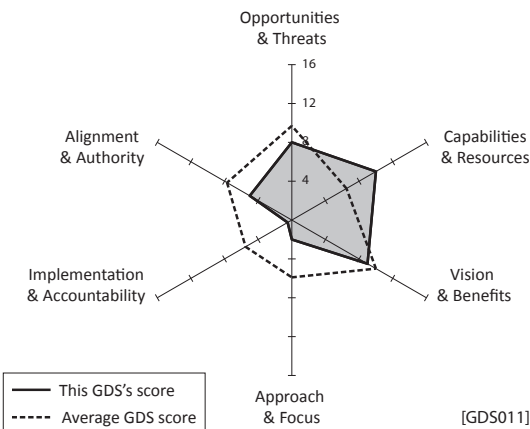 Opportunities
& Threats
16
12
8
4
Alignment
& Authority
Capabilities
& Resources
Implementation
& Accountability
Vision
& Benefits
This GDS's score
Average GDS score
Approach
& Focus
[GDS011]